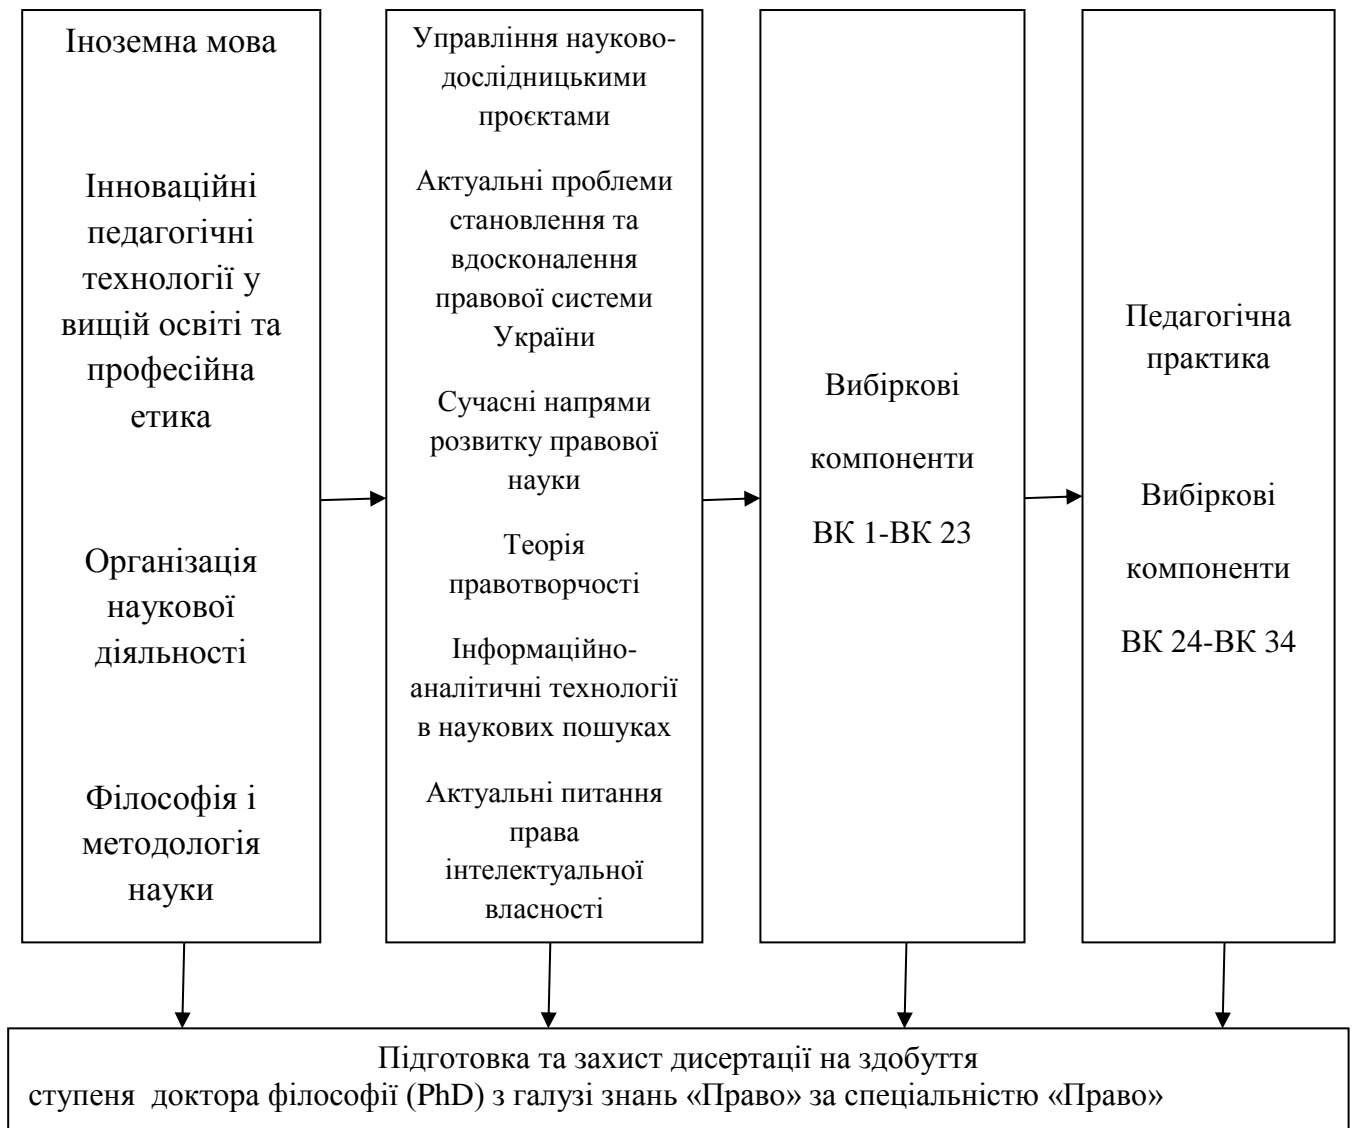 Іноземна мова
Інноваційні
педагогічні
технології у
вищій освіті та
професійна
етика
Організація
наукової
діяльності
Філософія і
методологія
науки
Управління науково-
дослідницькими
проєктами
Актуальні проблеми
становлення та
вдосконалення
правової системи
України
Сучасні напрями
розвитку правової
науки
Теорія
правотворчості
Інформаційно-
аналітичні технології
в наукових пошуках
Актуальні питання
права
інтелектуальної
власності
Вибіркові
компоненти
ВК 1-ВК 23
Педагогічна
практика
Вибіркові
компоненти
ВК 24-ВК 34
Підготовка та захист дисертації на здобуття
ступеня доктора філософії (PhD) з галузі знань «Право» за спеціальністю «Право»